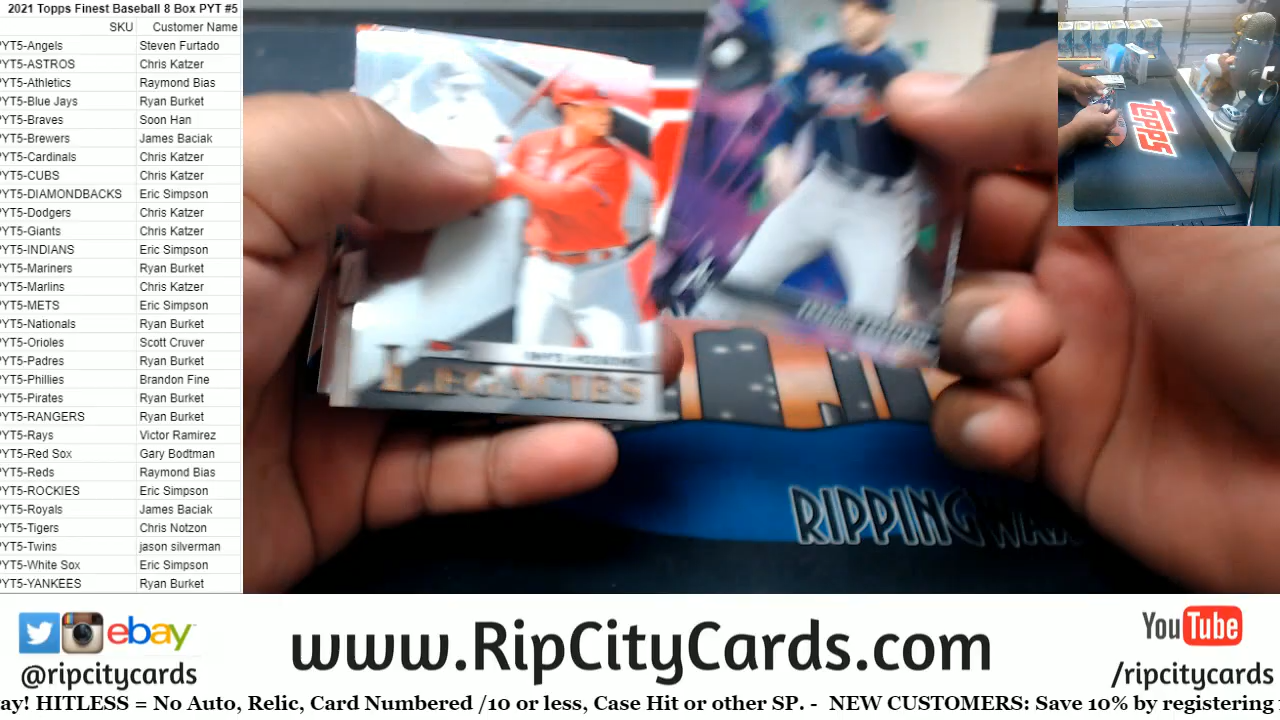 2021 Topps Finest Baseball 8 Box PYT #5
SKU Customer Name
PYT5-Angels Steven Furtado
PYT5-ASTROS Chris Katzer
PYT5-Athletics Raymond Bias
PYT5-Blue Jays Ryan Burket
PYT5-Braves Soon Han
PYT5-Brewers James Baciak
PYT5-Cardinals Chris Katzer
PYT5-CUBS Chris Katzer
PYT5-DIAMONDBACKS Eric Simpson
PYT5-Dodgers Chris Katzer
PYT5-Giants Chris Katzer
PYT5-INDIANS Eric Simpson
PYT5-Mariners Ryan Burket
PYT5-Marlins Chris Katzer
PYT5-METS Eric Simpson
PYT5-Nationals Ryan Burket
PYT5-Orioles Scott Cruver
PYT5-Padres Ryan Burket
PYT5-Phillies Brandon Fine
PYT5-Pirates Ryan Burket
PYT5-RANGERS Ryan Burket
PYT5-Rays Victor Ramirez
PYT5-Red Sox Gary Bodtman
PYT5-Reds Raymond Bias
PYT5-ROCKIES Eric Simpson
PYT5-Royals James Baciak
PYT5-Tigers Chris Notzon
PYT5-Twins jason silverman
PYT5-White Sox Eric Simpson
PYT5-YANKEES Ryan Burket
LEGACIES
RIPPING WAX
topps
ebay
@ripcitycards
www.RipCityCards.com
YouTube
/ripcitycards
ay! HITLESS = No Auto, Relic, Card Numbered /10 or less, Case Hit or other SP. - NEW CUSTOMERS: Save 10% by registering